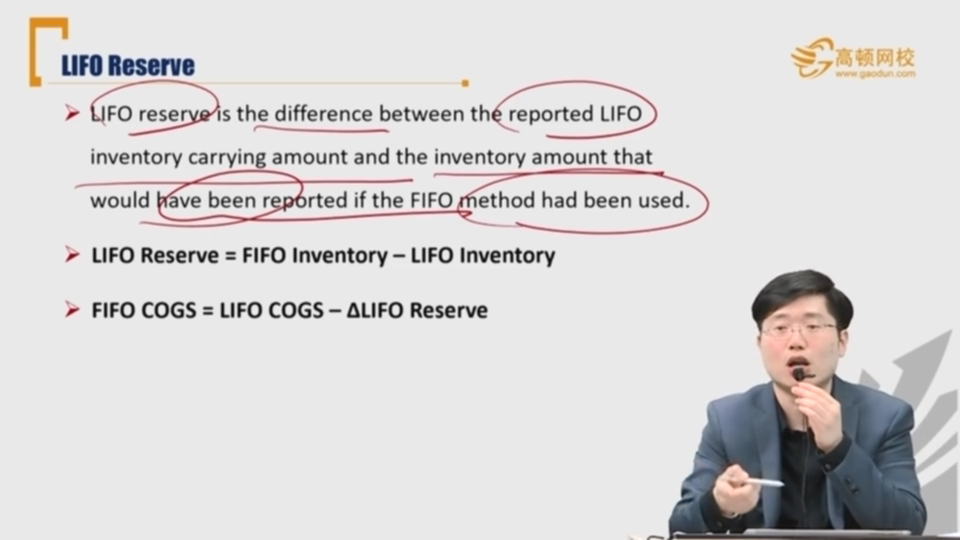 LIFO Reserve
高顿网校
www.gaodun.com
LIFO reserve is the difference between the reported LIFO
inventory carrying amount and the inventory amount that
would have been reported if the FIFO method had been used.
LIFO Reserve = FIFO Inventory – LIFO Inventory
FIFO COGS = LIFO COGS – ΔLIFO Reserve